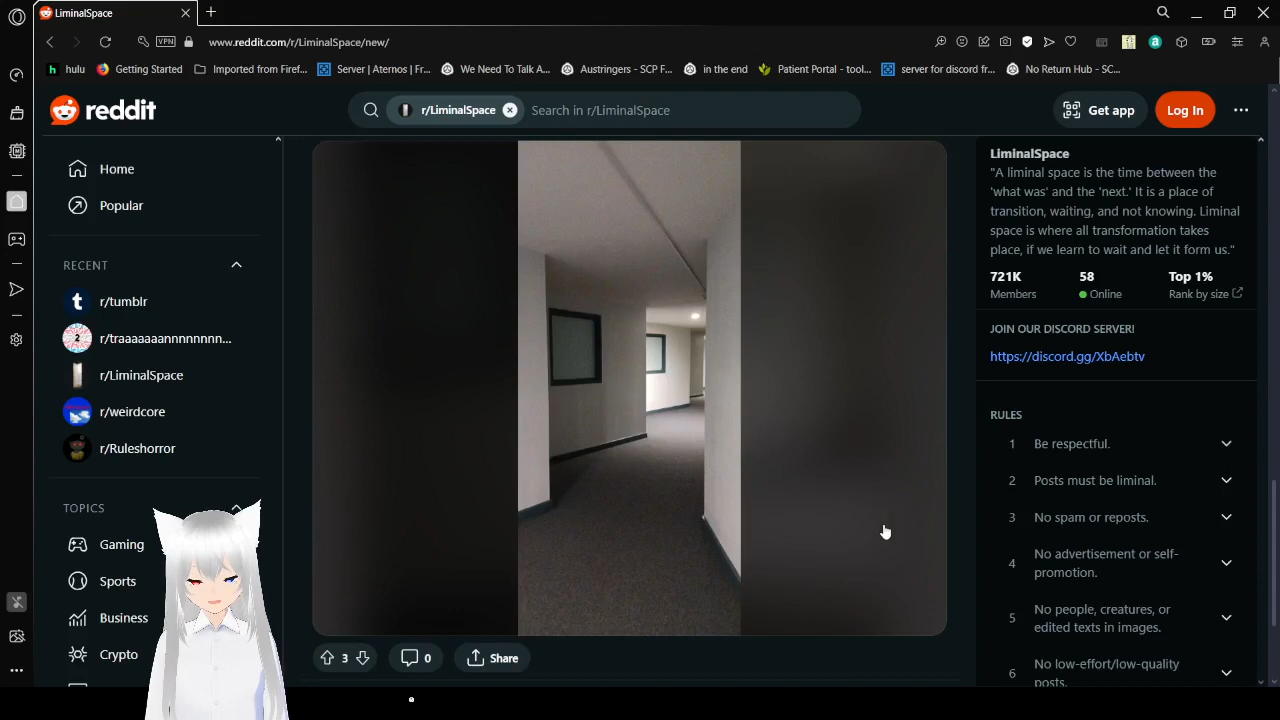 LiminalSpace
VPN
www.reddit.com/r/LiminalSpace/new/
hulu
Getting Started
Imported from Firef...
Server | Aternos | Fr...
We Need To Talk A...
Austringers - SCP F...
in the end
Patient Portal - tool...
server for discord fr...
No Return Hub - SC...
reddit
r/LiminalSpace
Search in r/LiminalSpace
Get app
Log In
Home
Popular
RECENT
r/tumblr
r/traaaaaaannnnnnnn...
r/LiminalSpace
r/weirdcore
r/Ruleshorror
TOPICS
Gaming
Sports
Business
Crypto
3
0
Share
LiminalSpace
"A liminal space is the time between the
'what was' and the 'next.' It is a place of
transition, waiting, and not knowing. Liminal
space is where all transformation takes
place, if we learn to wait and let it form us."
721K
58
Top 1%
Members
Online
Rank by size
JOIN OUR DISCORD SERVER!
https://discord.gg/XbAebtv
RULES
1 Be respectful.
2 Posts must be liminal.
3 No spam or reposts.
4 No advertisement or self-
promotion.
5 No people, creatures, or
edited texts in images.
6 No low-effort/low-quality
posts.